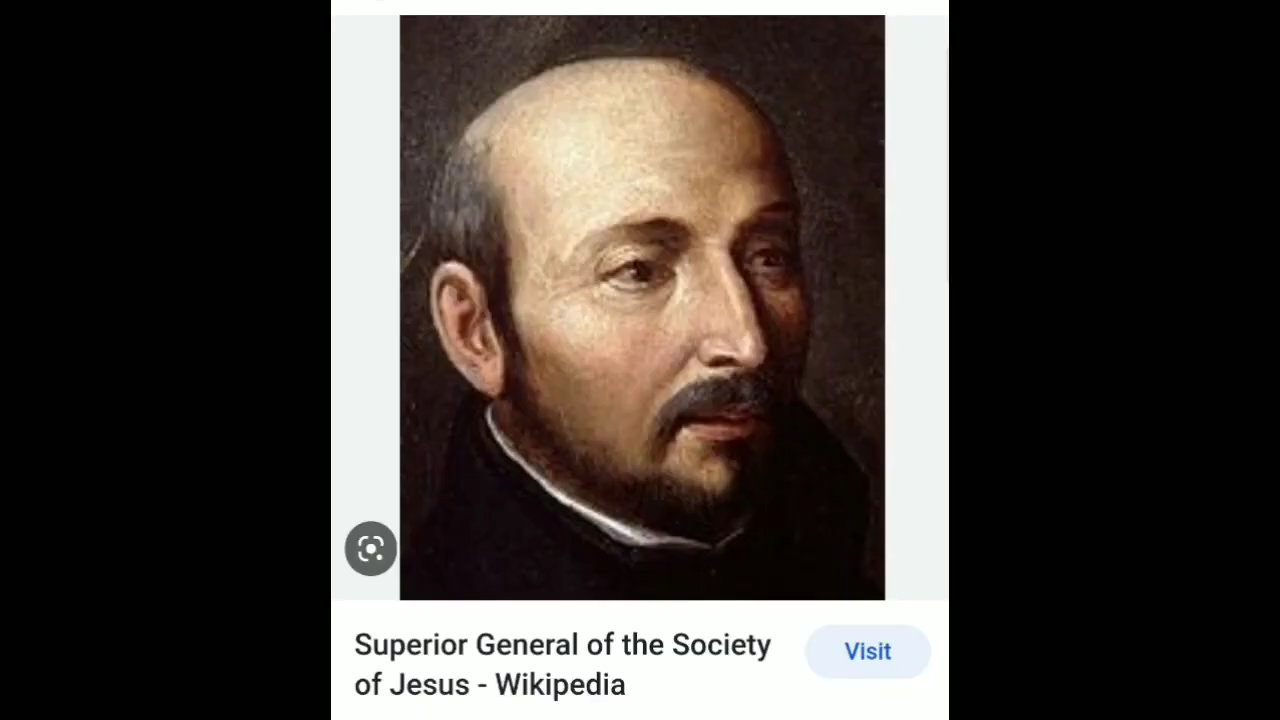 Superior General of the Society
of Jesus - Wikipedia
Visit